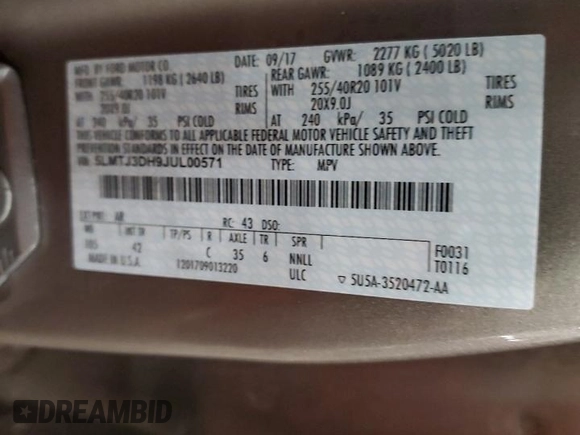 MFD. BY FORD MOTOR CO.
DATE: 09/17 GVWR: 2277 KG ( 5020 LB)
FRONT GAWR: 1198 KG ( 2640 LB)
REAR GAWR: 1089 KG ( 2400 LB)
WITH 255/40R20 101V TIRES
WITH 255/40R20 101V TIRES
20X9.0J RIMS
20X9.0J RIMS
AT 240 kPa/ 35 PSI COLD
AT 240 kPa/ 35 PSI COLD
THIS VEHICLE CONFORMS TO ALL APPLICABLE FEDERAL MOTOR VEHICLE SAFETY AND THEFT
PREVENTION STANDARDS IN EFFECT ON THE DATE OF MANUFACTURE SHOWN ABOVE.
VIN: 5LMTJ3DH9JUL00571 TYPE: MPV
EXT PNT: AR RC: 43 DSO:
WB INT TR TP/PS R AXLE TR SPR
42 C 35 6 NNLL
ULC
F0031
T0116
MADE IN U.S.A. 1201709013220
▽ 5U5A-3520472-AA
DREAMBID